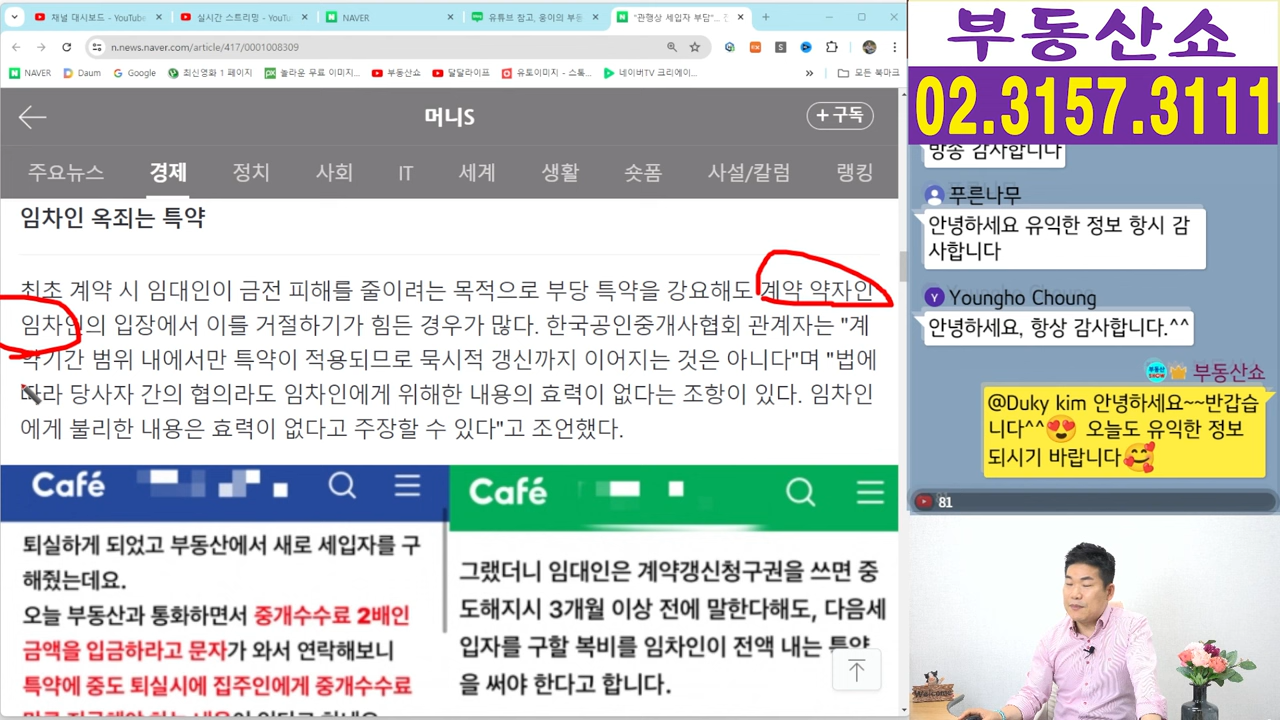 채널 대시보드 - YouTube
실시간 스트리밍 - YouTu
NAVER
유튜브 참고, 옹이의 부동
"관행상 세입자 부담"...
n.news.naver.com/article/417/0001008309
NAVER
Daum
Google
최신영화 1 페이지
놀라운 무료 이미지...
부동산쇼
달달라이프
유토이미지 - 스톡...
네이버TV 크리에이...
모든 북마크
머니S
+ 구독
주요뉴스 경제 정치 사회 IT 세계 생활 숏폼 사설/칼럼 랭킹
임차인 옥죄는 특약
최초 계약 시 임대인이 금전 피해를 줄이려는 목적으로 부당 특약을 강요해도 계약 약자인
임차인의 입장에서 이를 거절하기가 힘든 경우가 많다. 한국공인중개사협회 관계자는 "계
약기간 범위 내에서만 특약이 적용되므로 묵시적 갱신까지 이어지는 것은 아니다"며 "법에
따라 당사자 간의 협의라도 임차인에게 위해한 내용의 효력이 없다는 조항이 있다. 임차인
에게 불리한 내용은 효력이 없다고 주장할 수 있다"고 조언했다.
Café
퇴실하게 되었고 부동산에서 새로 세입자를 구
해줬는데요.
오늘 부동산과 통화하면서 중개수수료 2배인
금액을 입금하라고 문자가 와서 연락해보니
특약에 중도 퇴실시에 집주인에게 중개수수료
Café
그랬더니 임대인은 계약갱신청구권을 쓰면 중
도해지시 3개월 이상 전에 말한다해도, 다음세
입자를 구할 복비를 임차인이 전액 내는 특약
을 써야 한다고 합니다.
부동산쇼
02.3157.3111
방송 감사합니다
푸른나무
안녕하세요 유익한 정보 항시 감
사합니다
Y
Youngho Choung
안녕하세요, 항상 감사합니다.^^
부동산쇼
@Duky kim 안녕하세요~~반갑습
니다^^😍 오늘도 유익한 정보
되시기 바랍니다🥰
81
Welcome